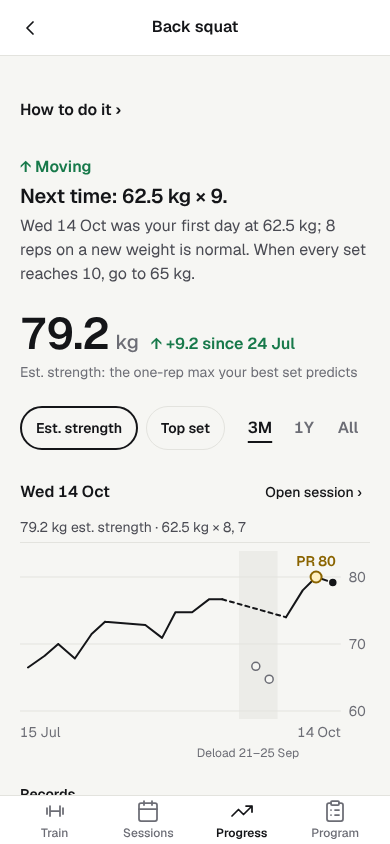 Back squat
How to do it ›
↑ Moving
Next time: 62.5 kg × 9.
Wed 14 Oct was your first day at 62.5 kg; 8
reps on a new weight is normal. When every set
reaches 10, go to 65 kg.
79.2 kg ↑ +9.2 since 24 Jul
Est. strength: the one-rep max your best set predicts
Est. strength Top set 3M 1Y All
Wed 14 Oct Open session ›
79.2 kg est. strength · 62.5 kg × 8, 7
PR 80
80
70
60
15 Jul 14 Oct
Deload 21–25 Sep
Records
Train Sessions Progress Program